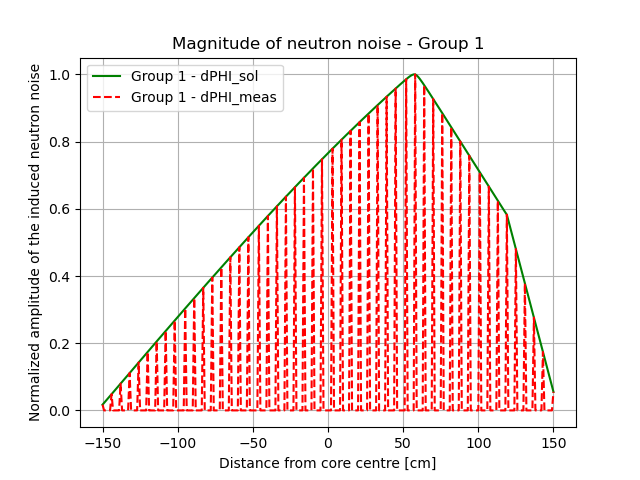 Magnitude of neutron noise - Group 1
Normalized amplitude of the induced neutron noise
Group 1 - dPHI_sol
Group 1 - dPHI_meas
1.0
0.8
0.6
0.4
0.2
0.0
−150 −100 −50 0 50 100 150
Distance from core centre [cm]